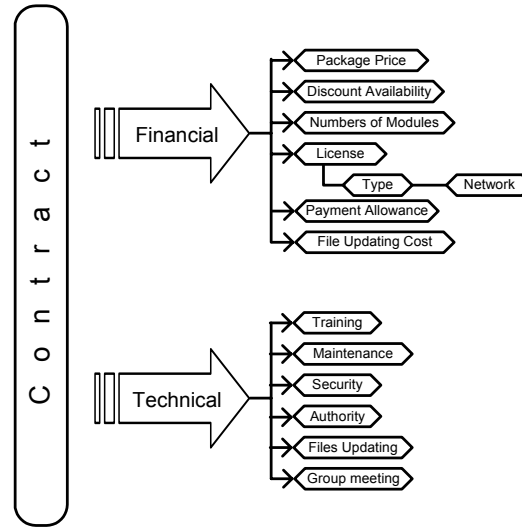 Contract
Financial
Package Price
Discount Availability
Numbers of Modules
License
Type
Network
Payment Allowance
File Updating Cost
Technical
Training
Maintenance
Security
Authority
Files Updating
Group meeting